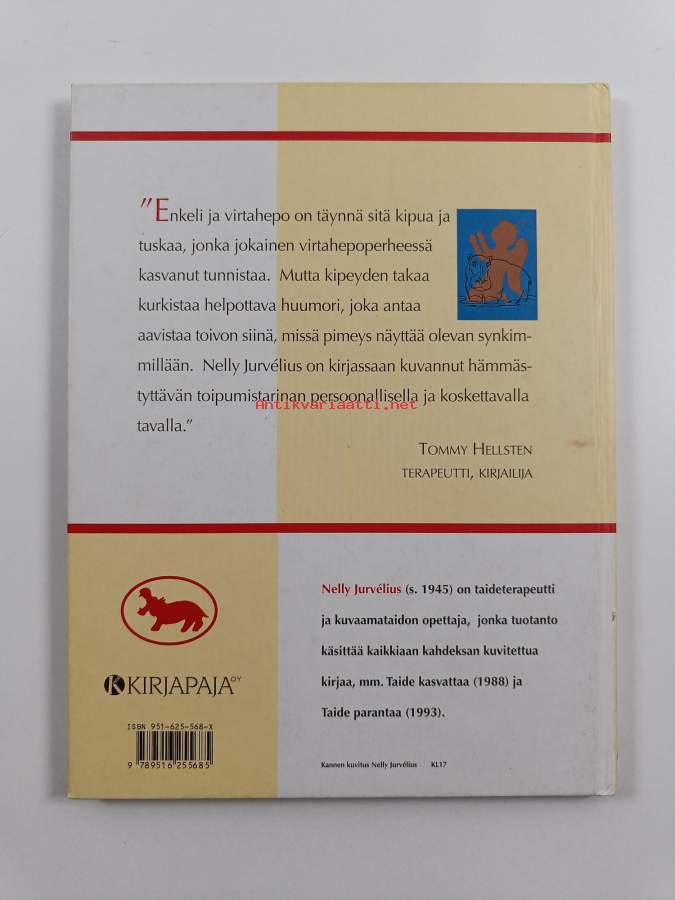 "Enkeli ja virtahepo on täynnä sitä kipua ja
tuskaa, jonka jokainen virtahepoperheessä
kasvanut tunnistaa. Mutta kipeyden takaa
kurkistaa helpottava huumori, joka antaa
aavistaa toivon siinä, missä pimeys näyttää olevan synkim-
millään. Nelly Jurvélius on kirjassaan kuvannut hämmäs-
tyttävän toipumistarinan persoonallisella ja koskettavalla
Antikvariaatti.net
tavalla."
TOMMY HELLSTEN
TERAPEUTTI, KIRJAILIJA
Nelly Jurvélius (s. 1945) on taideterapeutti
ja kuvaamataidon opettaja, jonka tuotanto
käsittää kaikkiaan kahdeksan kuvitettua
kirjaa, mm. Taide kasvattaa (1988) ja
Taide parantaa (1993).
KIRJAPAJA OY
ISBN 951-625-568-X
9 789516 255685
Kannen kuvitus Nelly Jurvélius KL17